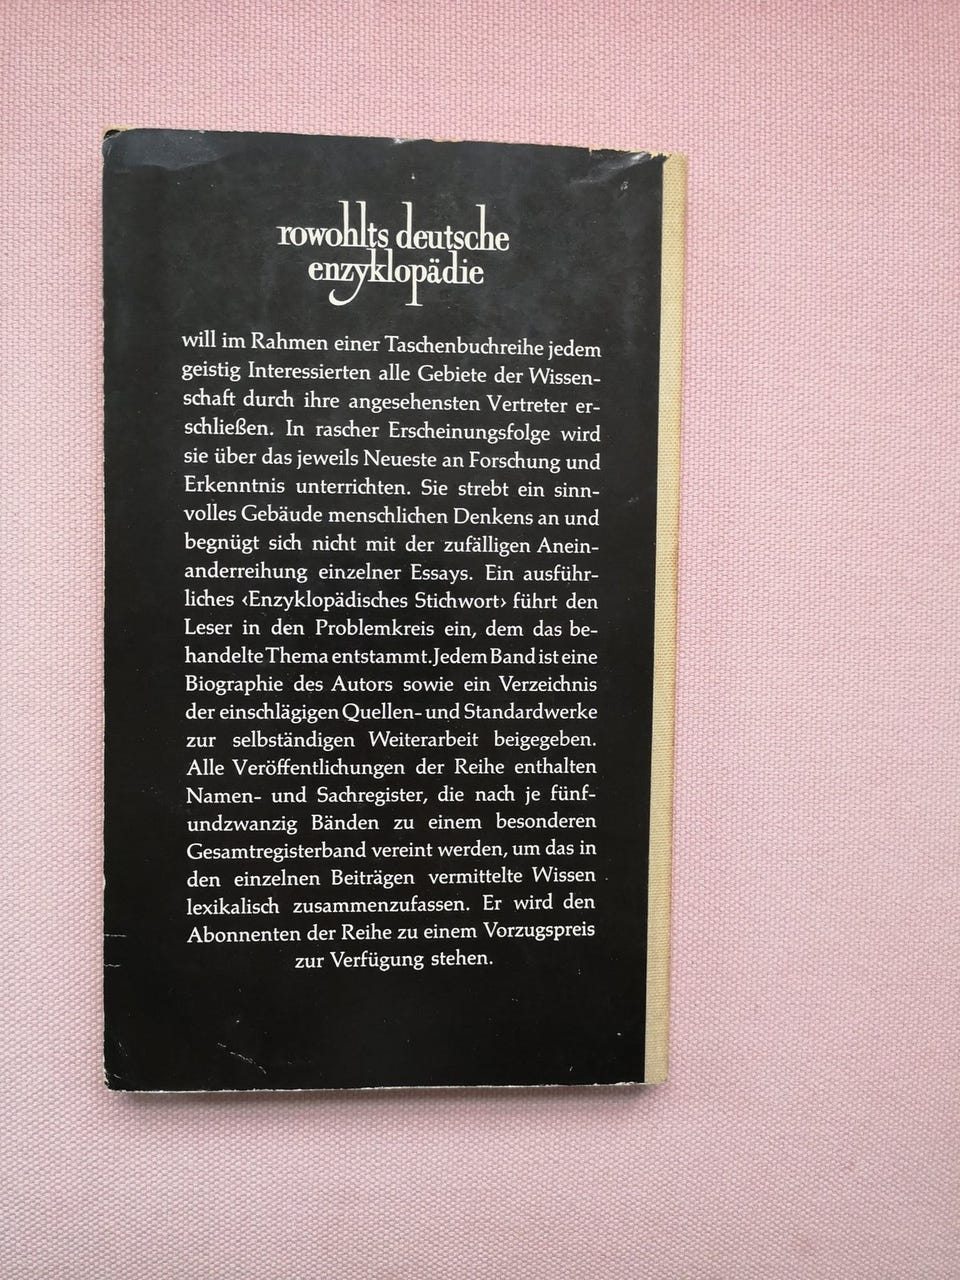 rowohlts deutsche
enzyklopädie
will im Rahmen einer Taschenbuchreihe jedem
geistig Interessierten alle Gebiete der Wissen-
schaft durch ihre angesehensten Vertreter er-
schließen. In rascher Erscheinungsfolge wird
sie über das jeweils Neueste an Forschung und
Erkenntnis unterrichten. Sie strebt ein sinn-
volles Gebäude menschlichen Denkens an und
begnügt sich nicht mit der zufälligen Anein-
anderreihung einzelner Essays. Ein ausführ-
liches ‹Enzyklopädisches Stichwort› führt den
Leser in den Problemkreis ein, dem das be-
handelte Thema entstammt. Jedem Band ist eine
Biographie des Autors sowie ein Verzeichnis
der einschlägigen Quellen- und Standardwerke
zur selbständigen Weiterarbeit beigegeben.
Alle Veröffentlichungen der Reihe enthalten
Namen- und Sachregister, die nach je fünf-
undzwanzig Bänden zu einem besonderen
Gesamtregisterband vereint werden, um das in
den einzelnen Beiträgen vermittelte Wissen
lexikalisch zusammenzufassen. Er wird den
Abonnenten der Reihe zu einem Vorzugspreis
zur Verfügung stehen.